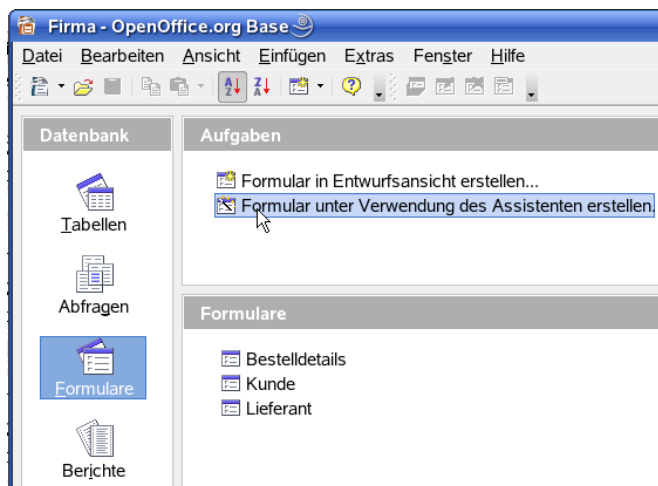 Firma - OpenOffice.org Base
Datei Bearbeiten Ansicht Einfügen Extras Fenster Hilfe
Datenbank
Aufgaben
Formular in Entwurfsansicht erstellen...
Formular unter Verwendung des Assistenten erstellen.
Tabellen
Abfragen
Formulare
Formulare
Bestelldetails
Kunde
Lieferant
Berichte